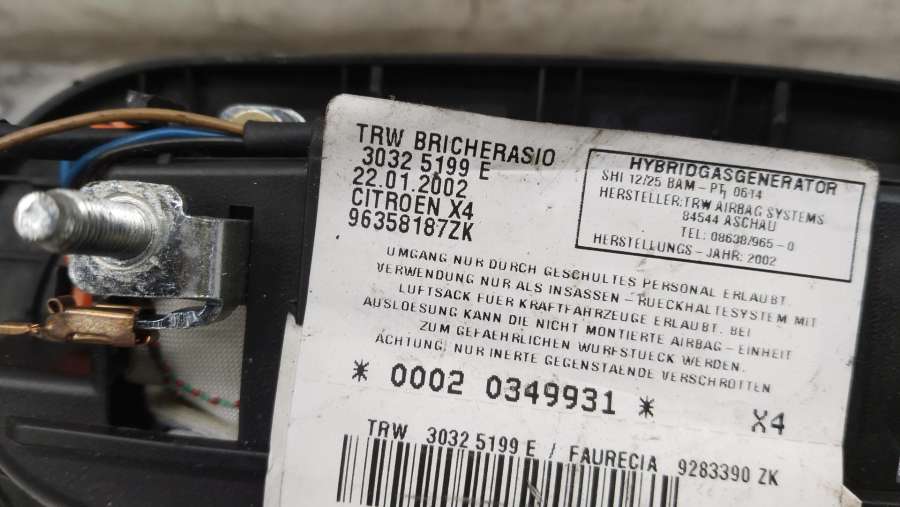 TRW BRICHERASIO
3032 5199 E
22.01.2002
CITROEN X4
96358187ZK
HYBRIDGASGENERATOR
SHI 12/25 BAM - PT, 0614
HERSTELLER:TRW AIRBAG SYSTEMS
84544 ASCHAU
TEL: 08638/965 - 0
HERSTELLUNGS - JAHR: 2002
UMGANG NUR DURCH GESCHULTES PERSONAL ERLAUBT.
VERWENDUNG NUR ALS INSASSEN - RUECKHALTESYSTEM MIT
LUFTSACK FUER KRAFTFAHRZEUGE ERLAUBT. BEI
AUSLOESUNG KANN DIE NICHT MONTIERTE AIRBAG - EINHEIT
ZUM GEFAEHRLICHEN WURFSTUECK WERDEN.
ACHTUNG: NUR INERTE GEGENSTAENDE VERSCHROTTEN
* 0002 0349931 *
X4
TRW 3032 5199 E / FAURECIA 9283390 ZK